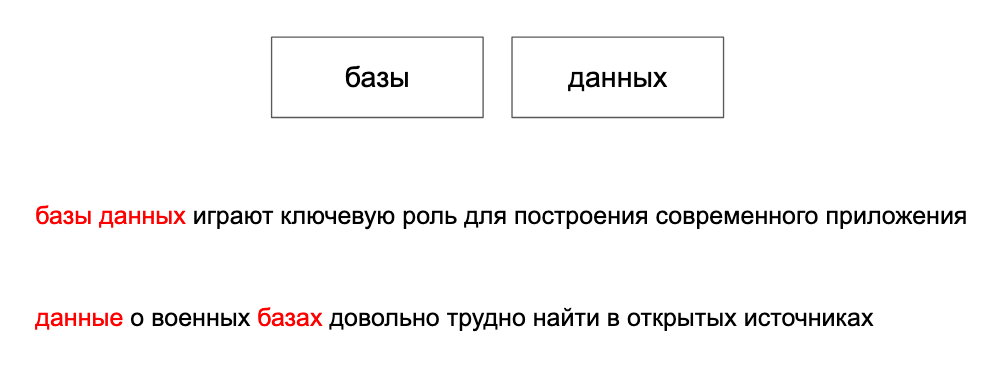 базы данных
базы данных играют ключевую роль для построения современного приложения
данные о военных базах довольно трудно найти в открытых источниках